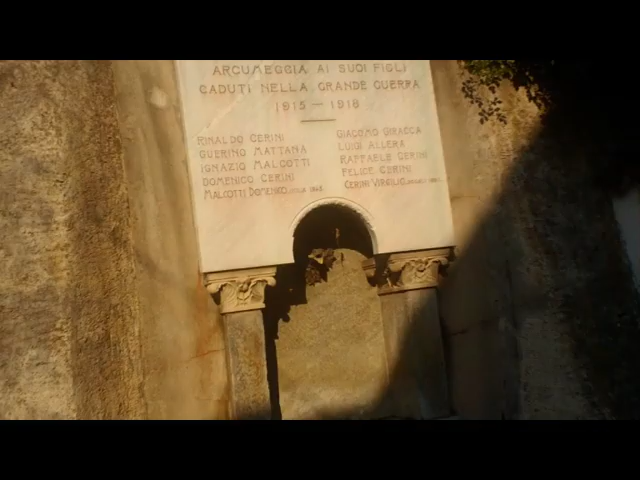 ARCUMEGGIA AI SUOI FIGLI
CADUTI NELLA GRANDE GUERRA
1915 — 1918
RINALDO CERINI
GUERINO MATTANA
IGNAZIO MALCOTTI
DOMENICO CERINI
MALCOTTI DOMENICO
GIACOMO GIRACCA
LUIGI ALLERA
RAFFAELE CERINI
FELICE CERINI
CERINI VIRGILIO